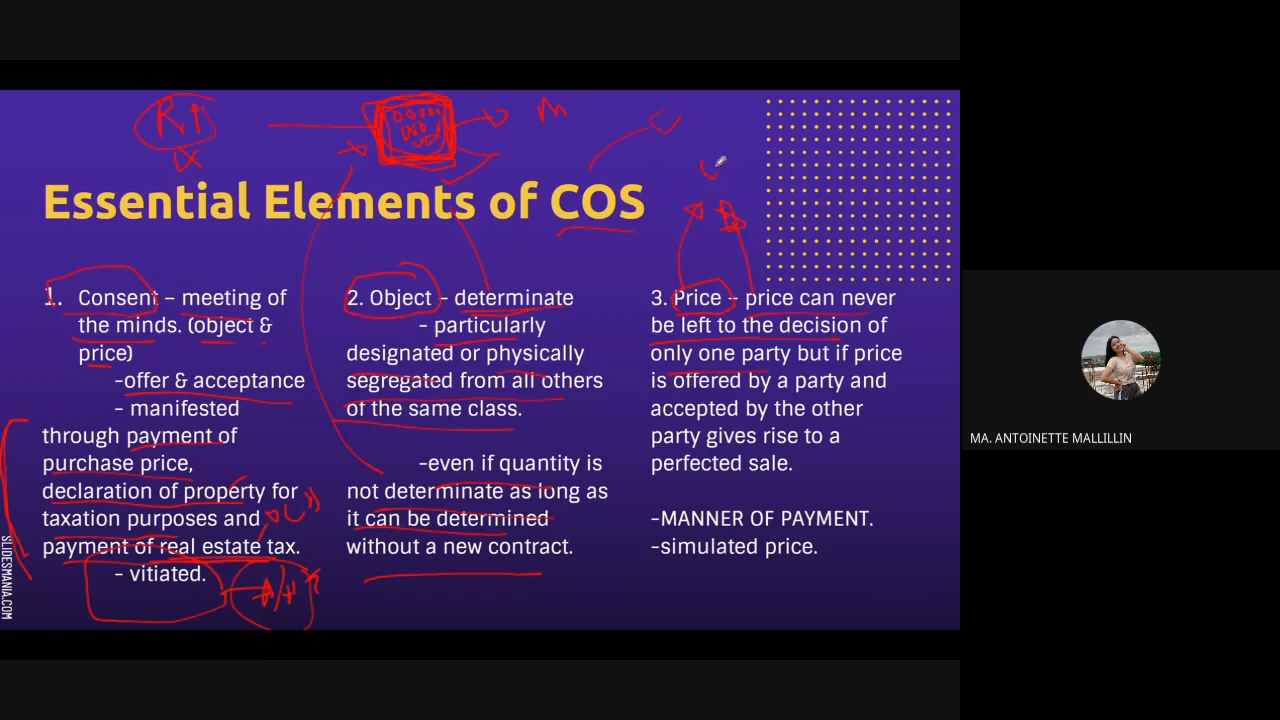 Essential Elements of COS
1. Consent – meeting of
the minds. (object &
price)
-offer & acceptance
- manifested
through payment of
purchase price,
declaration of property for
taxation purposes and
payment of real estate tax.
- vitiated.
2. Object – determinate
- particularly
designated or physically
segregated from all others
of the same class.
-even if quantity is
not determinate as long as
it can be determined
without a new contract.
3. Price – price can never
be left to the decision of
only one party but if price
is offered by a party and
accepted by the other
party gives rise to a
perfected sale.
-MANNER OF PAYMENT.
-simulated price.
SLIDESMANIA.COM
MA. ANTOINETTE MALLILLIN